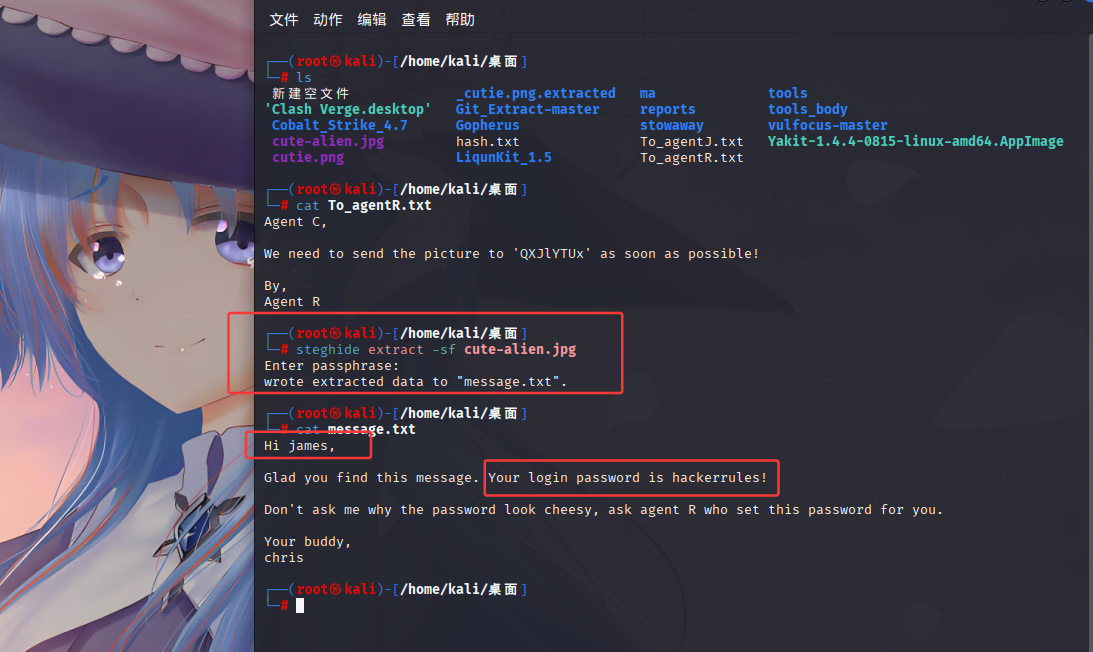 文件 动作 编辑 查看 帮助
┌──(root㉿kali)-[/home/kali/桌面]
└─# ls
新建空文件 _cutie.png.extracted ma tools
'Clash Verge.desktop' Git_Extract-master reports tools_body
Cobalt_Strike_4.7 Gopherus stowaway vulfocus-master
cute-alien.jpg hash.txt To_agentJ.txt Yakit-1.4.4-0815-linux-amd64.AppImage
cutie.png LiqunKit_1.5 To_agentR.txt
┌──(root㉿kali)-[/home/kali/桌面]
└─# cat To_agentR.txt
Agent C,
We need to send the picture to 'QXJlYTUx' as soon as possible!
By,
Agent R
┌──(root㉿kali)-[/home/kali/桌面]
└─# steghide extract -sf cute-alien.jpg
Enter passphrase:
wrote extracted data to "message.txt".
┌──(root㉿kali)-[/home/kali/桌面]
└─# cat message.txt
Hi james,
Glad you find this message. Your login password is hackerrules!
Don't ask me why the password look cheesy, ask agent R who set this password for you.
Your buddy,
chris
┌──(root㉿kali)-[/home/kali/桌面]
└─#